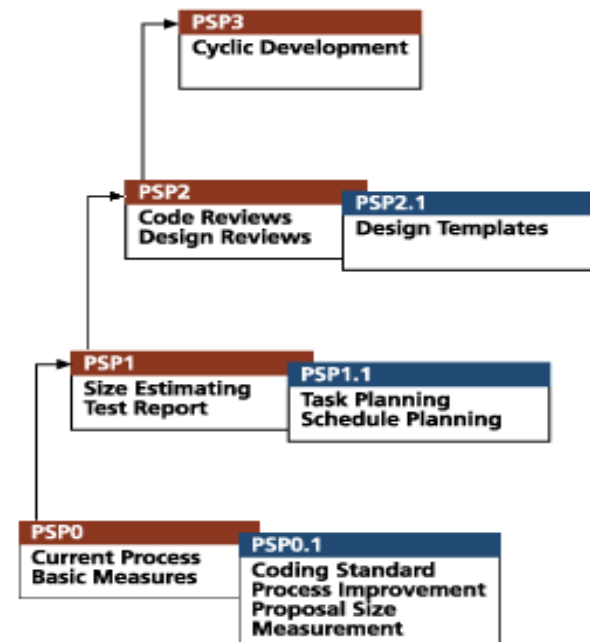 PSP3
Cyclic Development
PSP2
Code Reviews
Design Reviews
PSP2.1
Design Templates
PSP1
Size Estimating
Test Report
PSP1.1
Task Planning
Schedule Planning
PSP0
Current Process
Basic Measures
PSP0.1
Coding Standard
Process Improvement
Proposal Size
Measurement